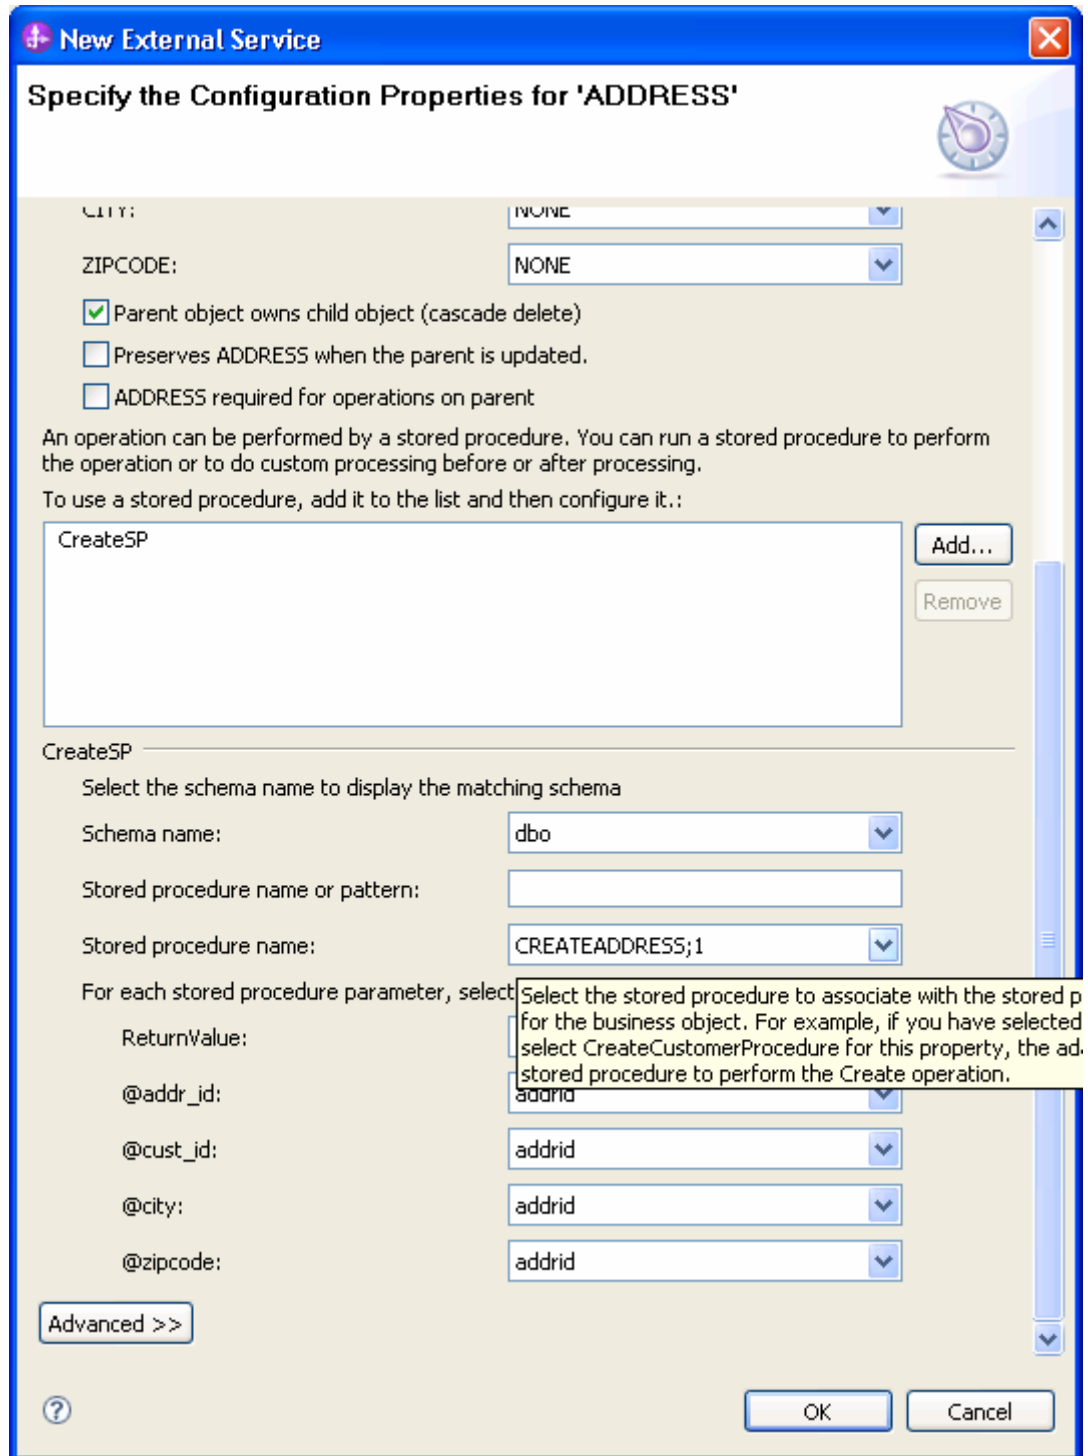 New External Service
Specify the Configuration Properties for 'ADDRESS'
CITY: NONE
ZIPCODE: NONE
Parent object owns child object (cascade delete)
Preserves ADDRESS when the parent is updated.
ADDRESS required for operations on parent
An operation can be performed by a stored procedure. You can run a stored procedure to perform
the operation or to do custom processing before or after processing.
To use a stored procedure, add it to the list and then configure it.:
CreateSP
Add...
Remove
CreateSP
Select the schema name to display the matching schema
Schema name: dbo
Stored procedure name or pattern:
Stored procedure name: CREATEADDRESS;1
For each stored procedure parameter, select
Select the stored procedure to associate with the stored p
for the business object. For example, if you have selected
select CreateCustomerProcedure for this property, the ad
stored procedure to perform the Create operation.
ReturnValue:
@addr_id: addrid
@cust_id: addrid
@city: addrid
@zipcode: addrid
Advanced >>
?
OK Cancel